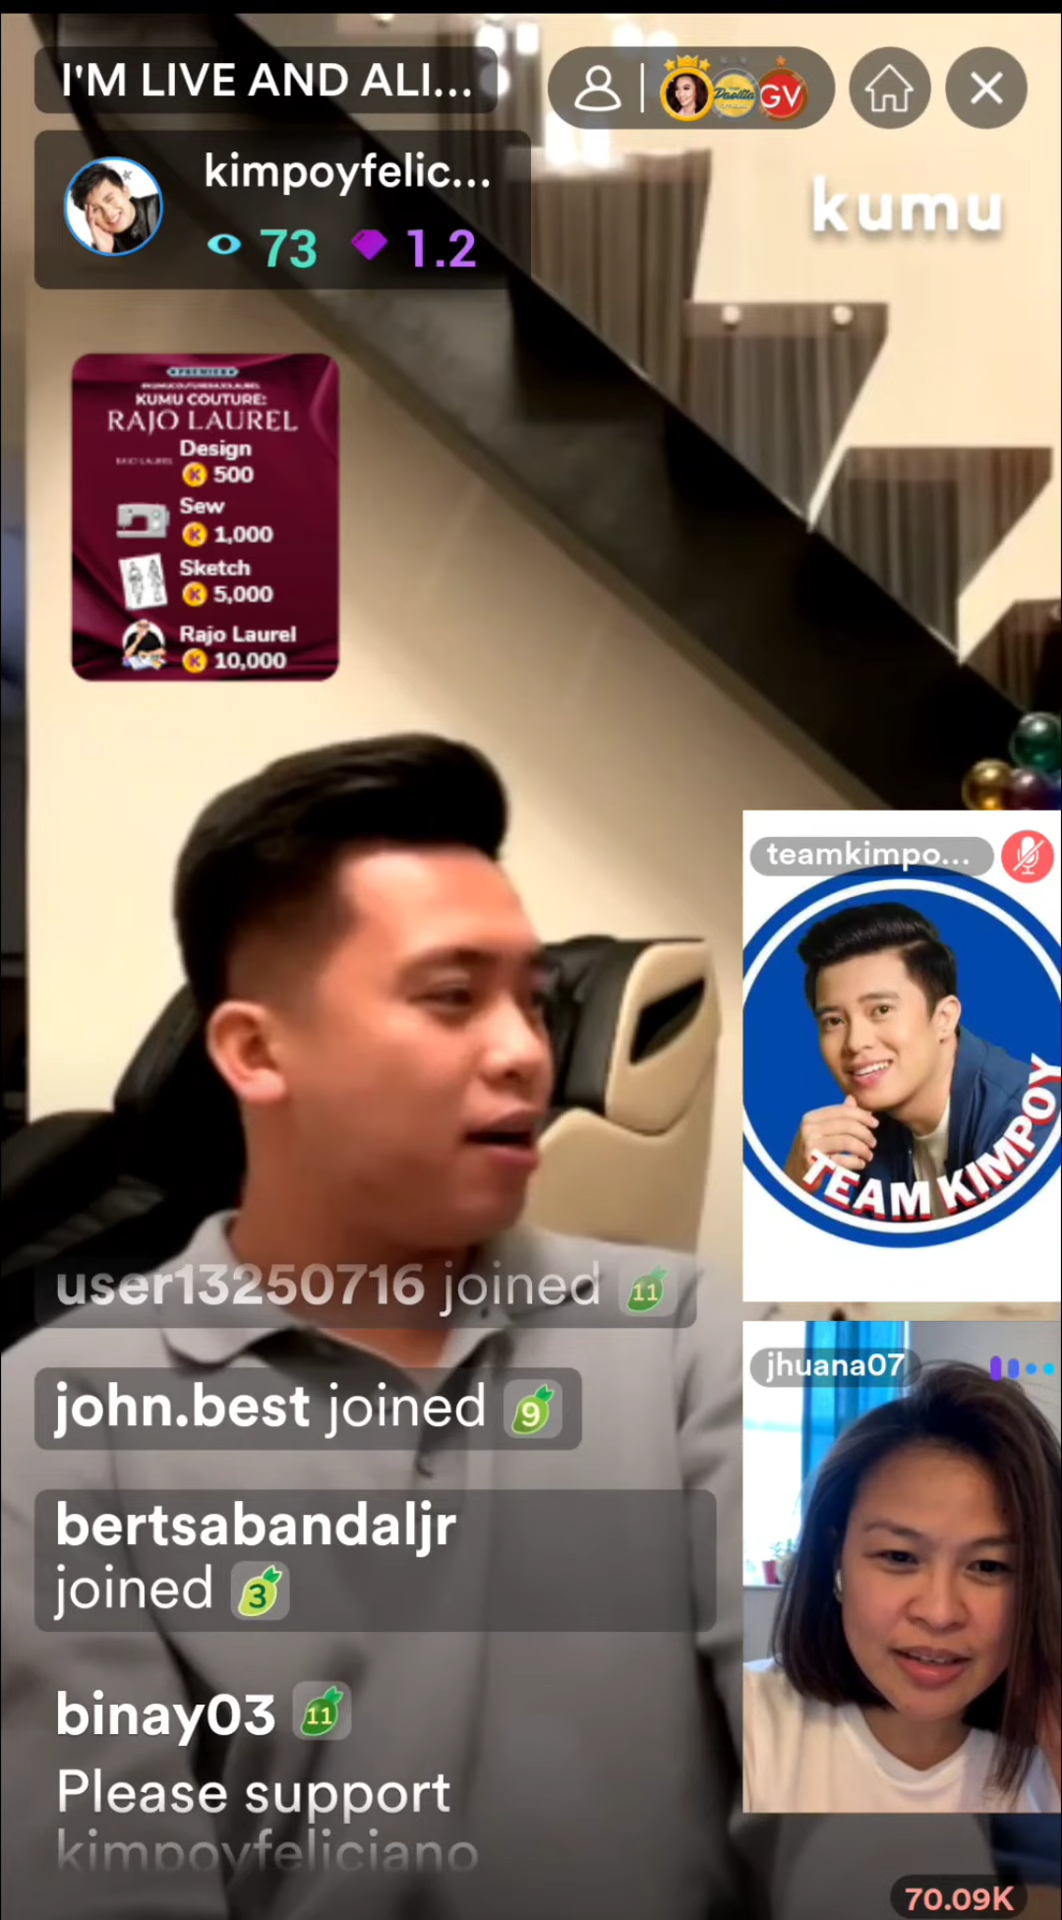 I'M LIVE AND ALI...
GV
kimpoyfelic...
73 1.2
kumu
PREMIER
KUMU COUTURE:
RAJO LAUREL
Design
500
Sew
1,000
Sketch
5,000
Rajo Laurel
10,000
teamkimpo...
TEAM KIMPOY
user13250716 joined 11
jhuana07
john.best joined 9
bertsabandaljr
joined 3
binay03 11
Please support
kimpoyfeliciano
70.09K